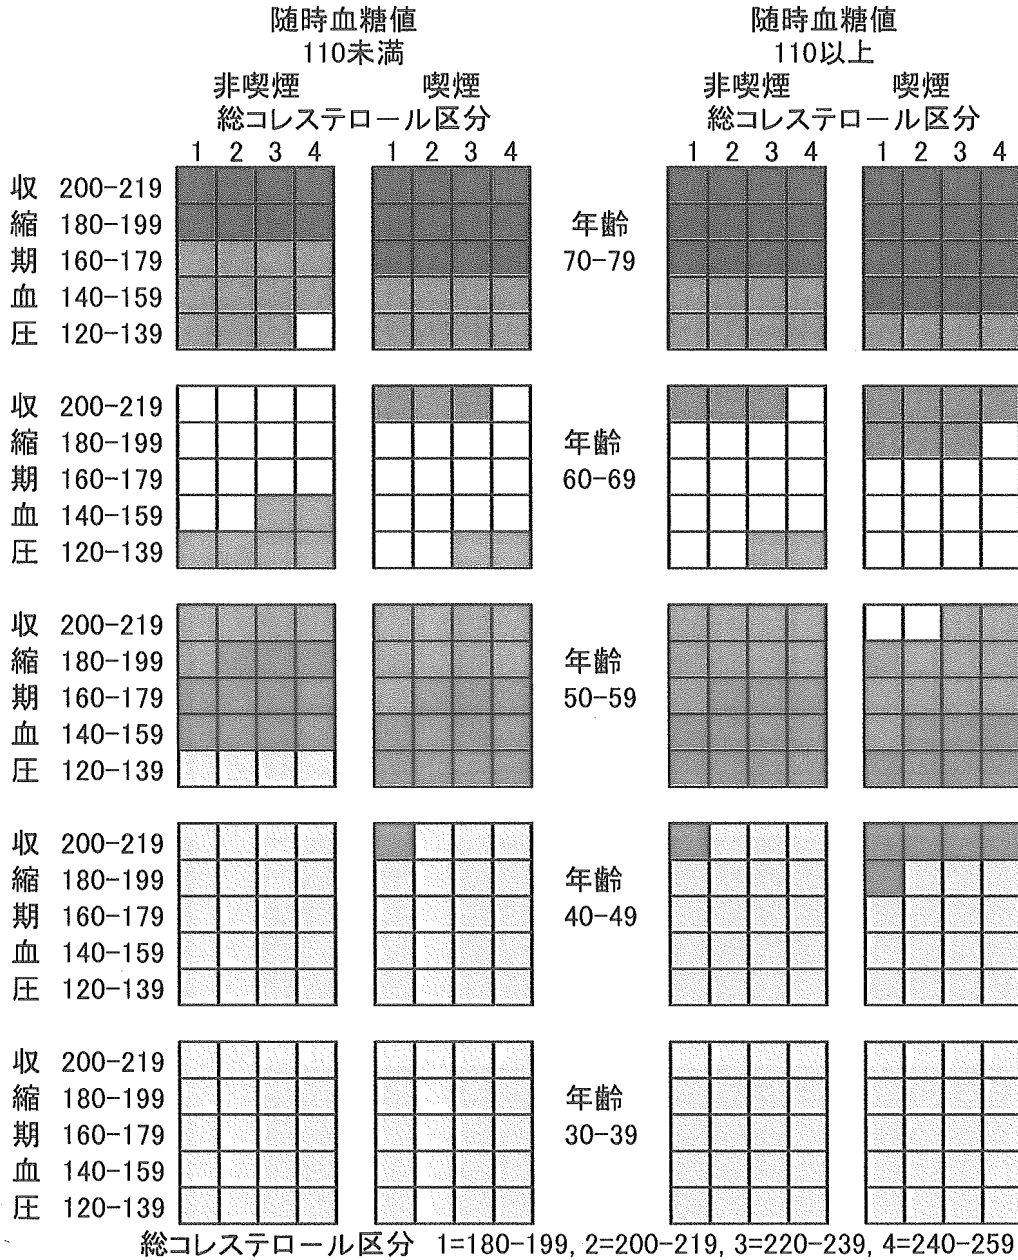 随時血糖値 随時血糖値
110未満 110以上
非喫煙 喫煙 非喫煙 喫煙
総コレステロール区分 総コレステロール区分
1 2 3 4 1 2 3 4 1 2 3 4 1 2 3 4
収 200-219
縮 180-199 年齢
期 160-179 70-79
血 140-159
圧 120-139
収 200-219
縮 180-199 年齢
期 160-179 60-69
血 140-159
圧 120-139
収 200-219
縮 180-199 年齢
期 160-179 50-59
血 140-159
圧 120-139
収 200-219
縮 180-199 年齢
期 160-179 40-49
血 140-159
圧 120-139
収 200-219
縮 180-199 年齢
期 160-179 30-39
血 140-159
圧 120-139
総コレステロール区分 1=180-199, 2=200-219, 3=220-239, 4=240-259